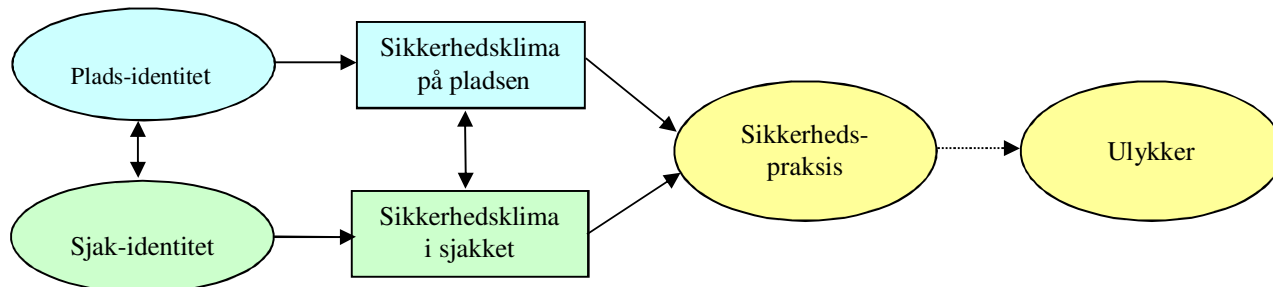 Plads-identitet
Sikkerhedsklima
på pladsen
Sikkerheds-
praksis
Ulykker
Sjak-identitet
Sikkerhedsklima
i sjakket